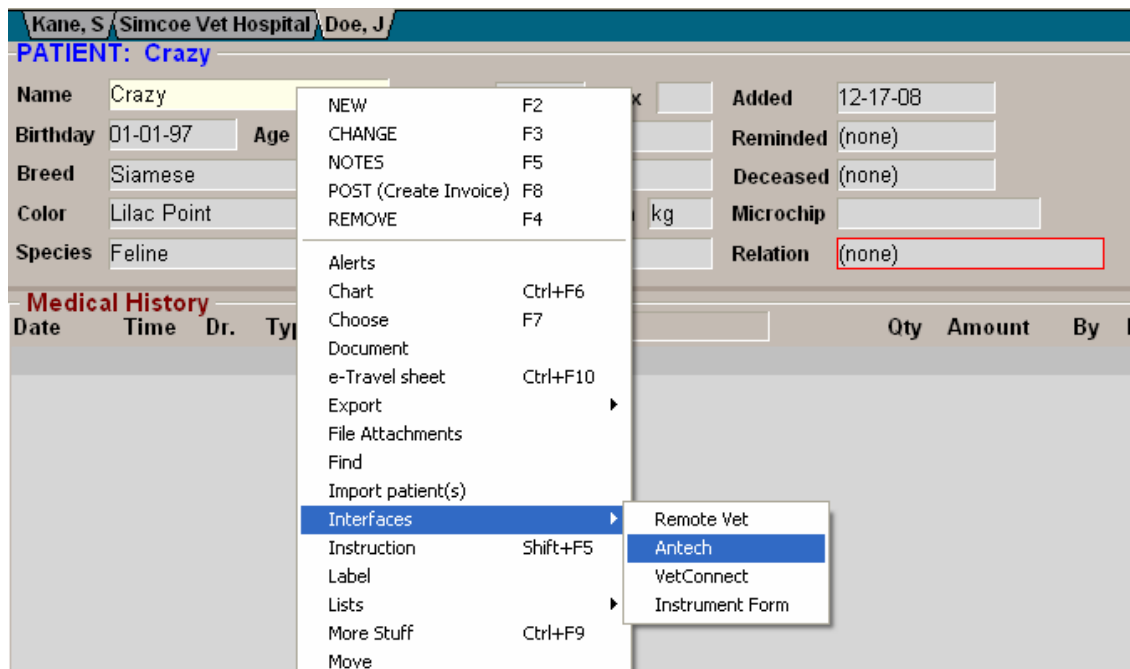 Kane, S Simcoe Vet Hospital Doe, J
PATIENT: Crazy
Name Crazy x Added 12-17-08
Birthday 01-01-97 Age Reminded (none)
Breed Siamese Deceased (none)
Color Lilac Point kg Microchip
Species Feline Relation (none)
Medical History
Date Time Dr. Typ Qty Amount By
NEW F2
CHANGE F3
NOTES F5
POST (Create Invoice) F8
REMOVE F4
Alerts
Chart Ctrl+F6
Choose F7
Document
e-Travel sheet Ctrl+F10
Export
File Attachments
Find
Import patient(s)
Interfaces
Instruction Shift+F5
Label
Lists
More Stuff Ctrl+F9
Move
Remote Vet
Antech
VetConnect
Instrument Form